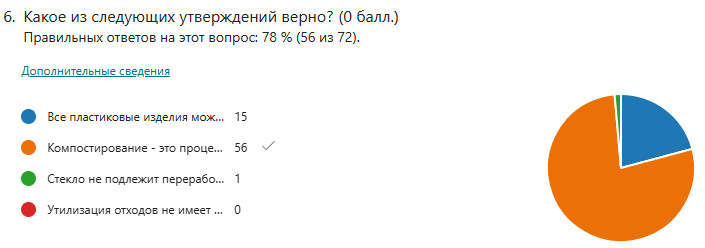 6. Какое из следующих утверждений верно? (0 балл.)
Правильных ответов на этот вопрос: 78 % (56 из 72).
Дополнительные сведения
Все пластиковые изделия мож... 15
Компостирование - это проце... 56
Стекло не подлежит перерабо... 1
Утилизация отходов не имеет ... 0